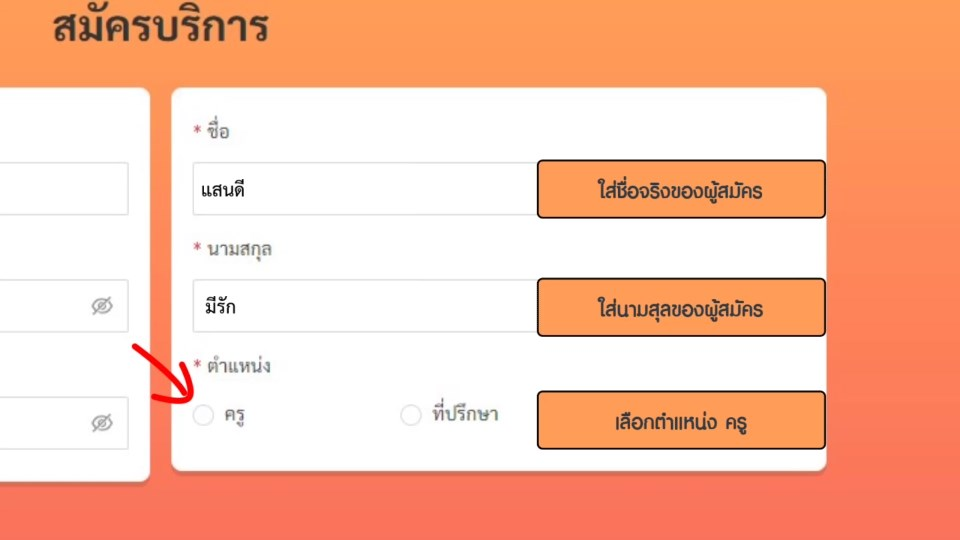 สมัครบริการ
* ชื่อ
แสนดี
ใส่ชื่อจริงของผู้สมัคร
* นามสกุล
มีรัก
ใส่นามสุลของผู้สมัคร
* ตำแหน่ง
ครู
ที่ปรึกษา
เลือกตำแหน่ง ครู